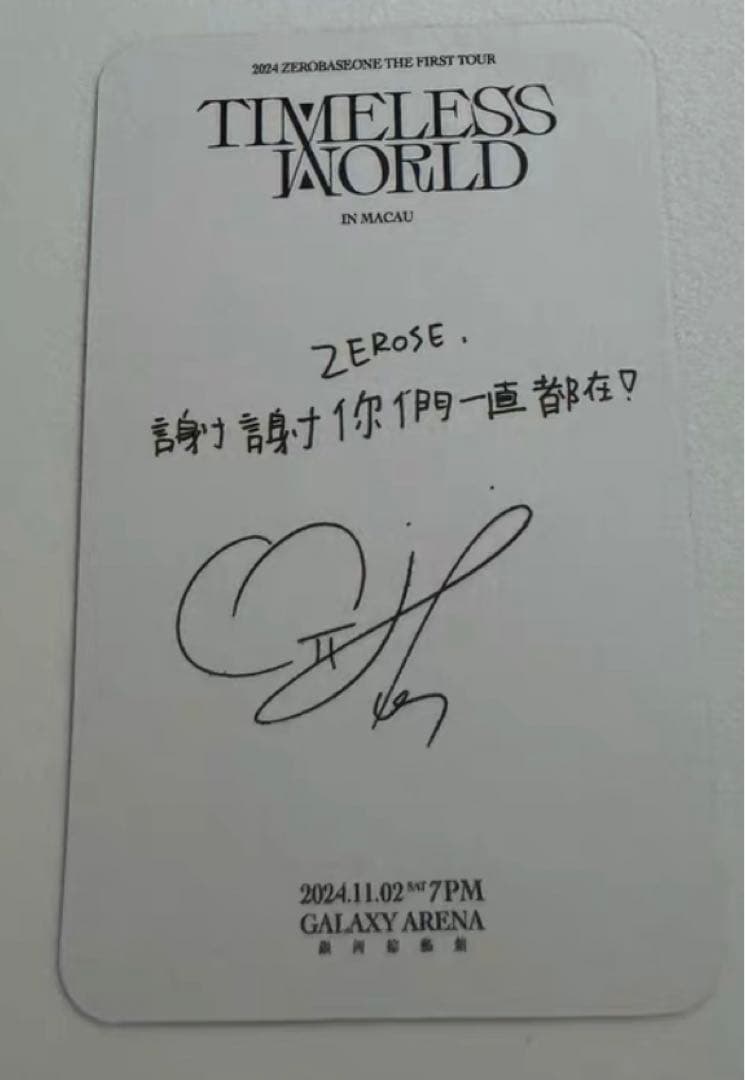 2024 ZEROBASEONE THE FIRST TOUR
TIMELESS
WORLD
IN MACAU
ZEROSE.
謝謝你們一直都在!
2024.11.02 SAT 7PM
GALAXY ARENA
銀河綜藝館